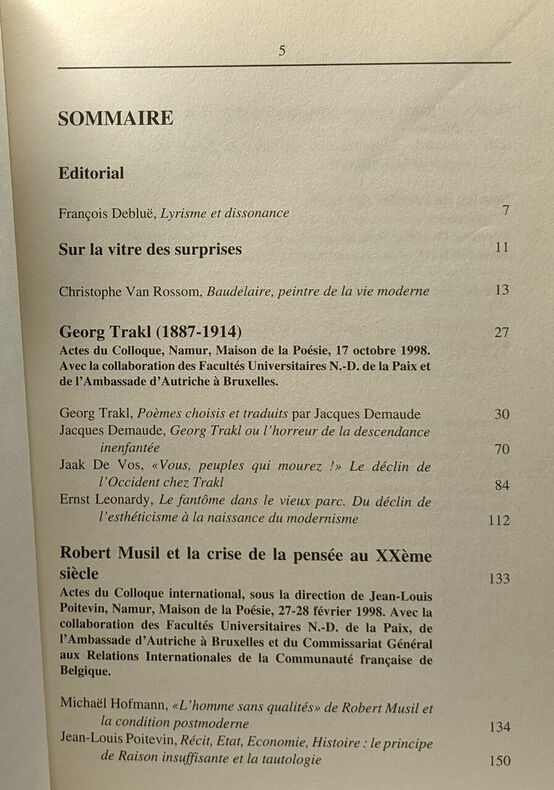 5
SOMMAIRE
Editorial
François Debluë, Lyrisme et dissonance 7
Sur la vitre des surprises 11
Christophe Van Rossom, Baudelaire, peintre de la vie moderne 13
Georg Trakl (1887-1914) 27
Actes du Colloque, Namur, Maison de la Poésie, 17 octobre 1998.
Avec la collaboration des Facultés Universitaires N.-D. de la Paix et
de l'Ambassade d'Autriche à Bruxelles.
Georg Trakl, Poèmes choisis et traduits par Jacques Demaude 30
Jacques Demaude, Georg Trakl ou l'horreur de la descendance
inenfantée 70
Jaak De Vos, «Vous, peuples qui mourez !» Le déclin de
l'Occident chez Trakl 84
Ernst Leonardy, Le fantôme dans le vieux parc. Du déclin de
l'esthéticisme à la naissance du modernisme 112
Robert Musil et la crise de la pensée au XXème
siècle 133
Actes du Colloque international, sous la direction de Jean-Louis
Poitevin, Namur, Maison de la Poésie, 27-28 février 1998. Avec la
collaboration des Facultés Universitaires N.-D. de la Paix, de
l'Ambassade d'Autriche à Bruxelles et du Commissariat Général
aux Relations Internationales de la Communauté française de
Belgique.
Michaël Hofmann, «L'homme sans qualités» de Robert Musil et
la condition postmoderne 134
Jean-Louis Poitevin, Récit, Etat, Economie, Histoire : le principe
de Raison insuffisante et la tautologie 150